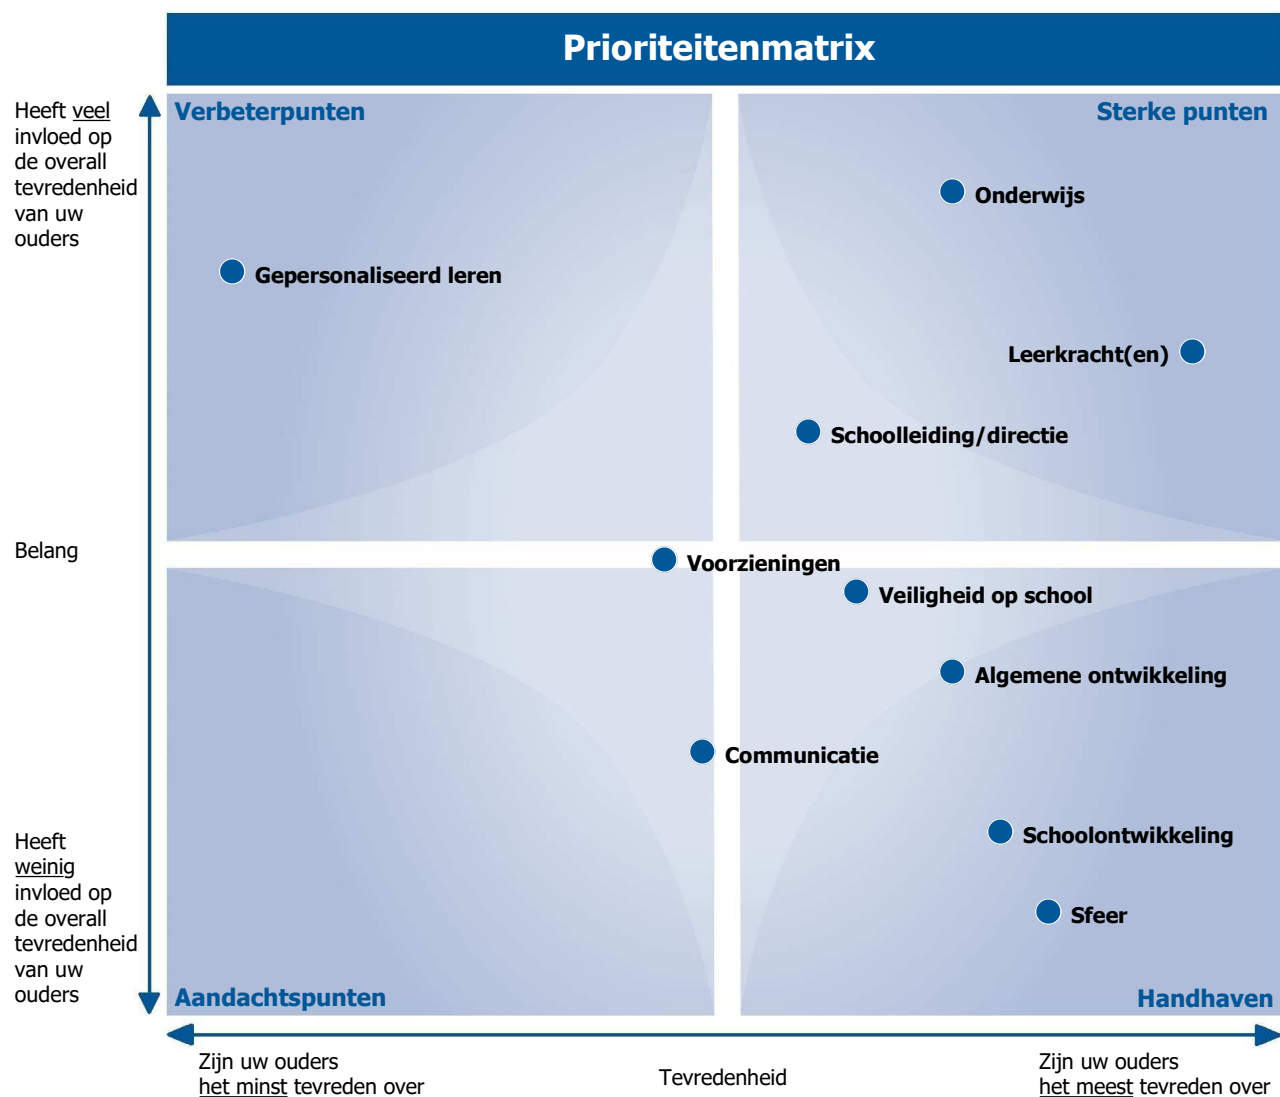 Prioriteitenmatrix
Heeft veel
invloed op
de overall
tevredenheid
van uw
ouders
Verbeterpunten
Sterke punten
Onderwijs
Gepersonaliseerd leren
Leerkracht(en)
Schoolleiding/directie
Belang
Voorzieningen
Veiligheid op school
Algemene ontwikkeling
Communicatie
Schoolontwikkeling
Sfeer
Heeft
weinig
invloed op
de overall
tevredenheid
van uw
ouders
Aandachtspunten
Handhaven
Zijn uw ouders
het minst tevreden over
Tevredenheid
Zijn uw ouders
het meest tevreden over